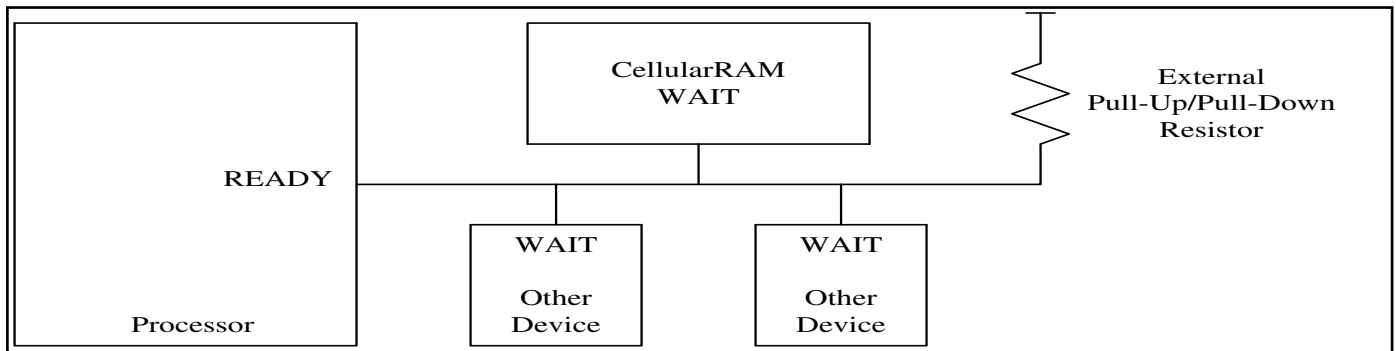 CellularRAM
WAIT
External
Pull-Up/Pull-Down
Resistor
READY
WAIT
Other
Device
WAIT
Other
Device
Processor